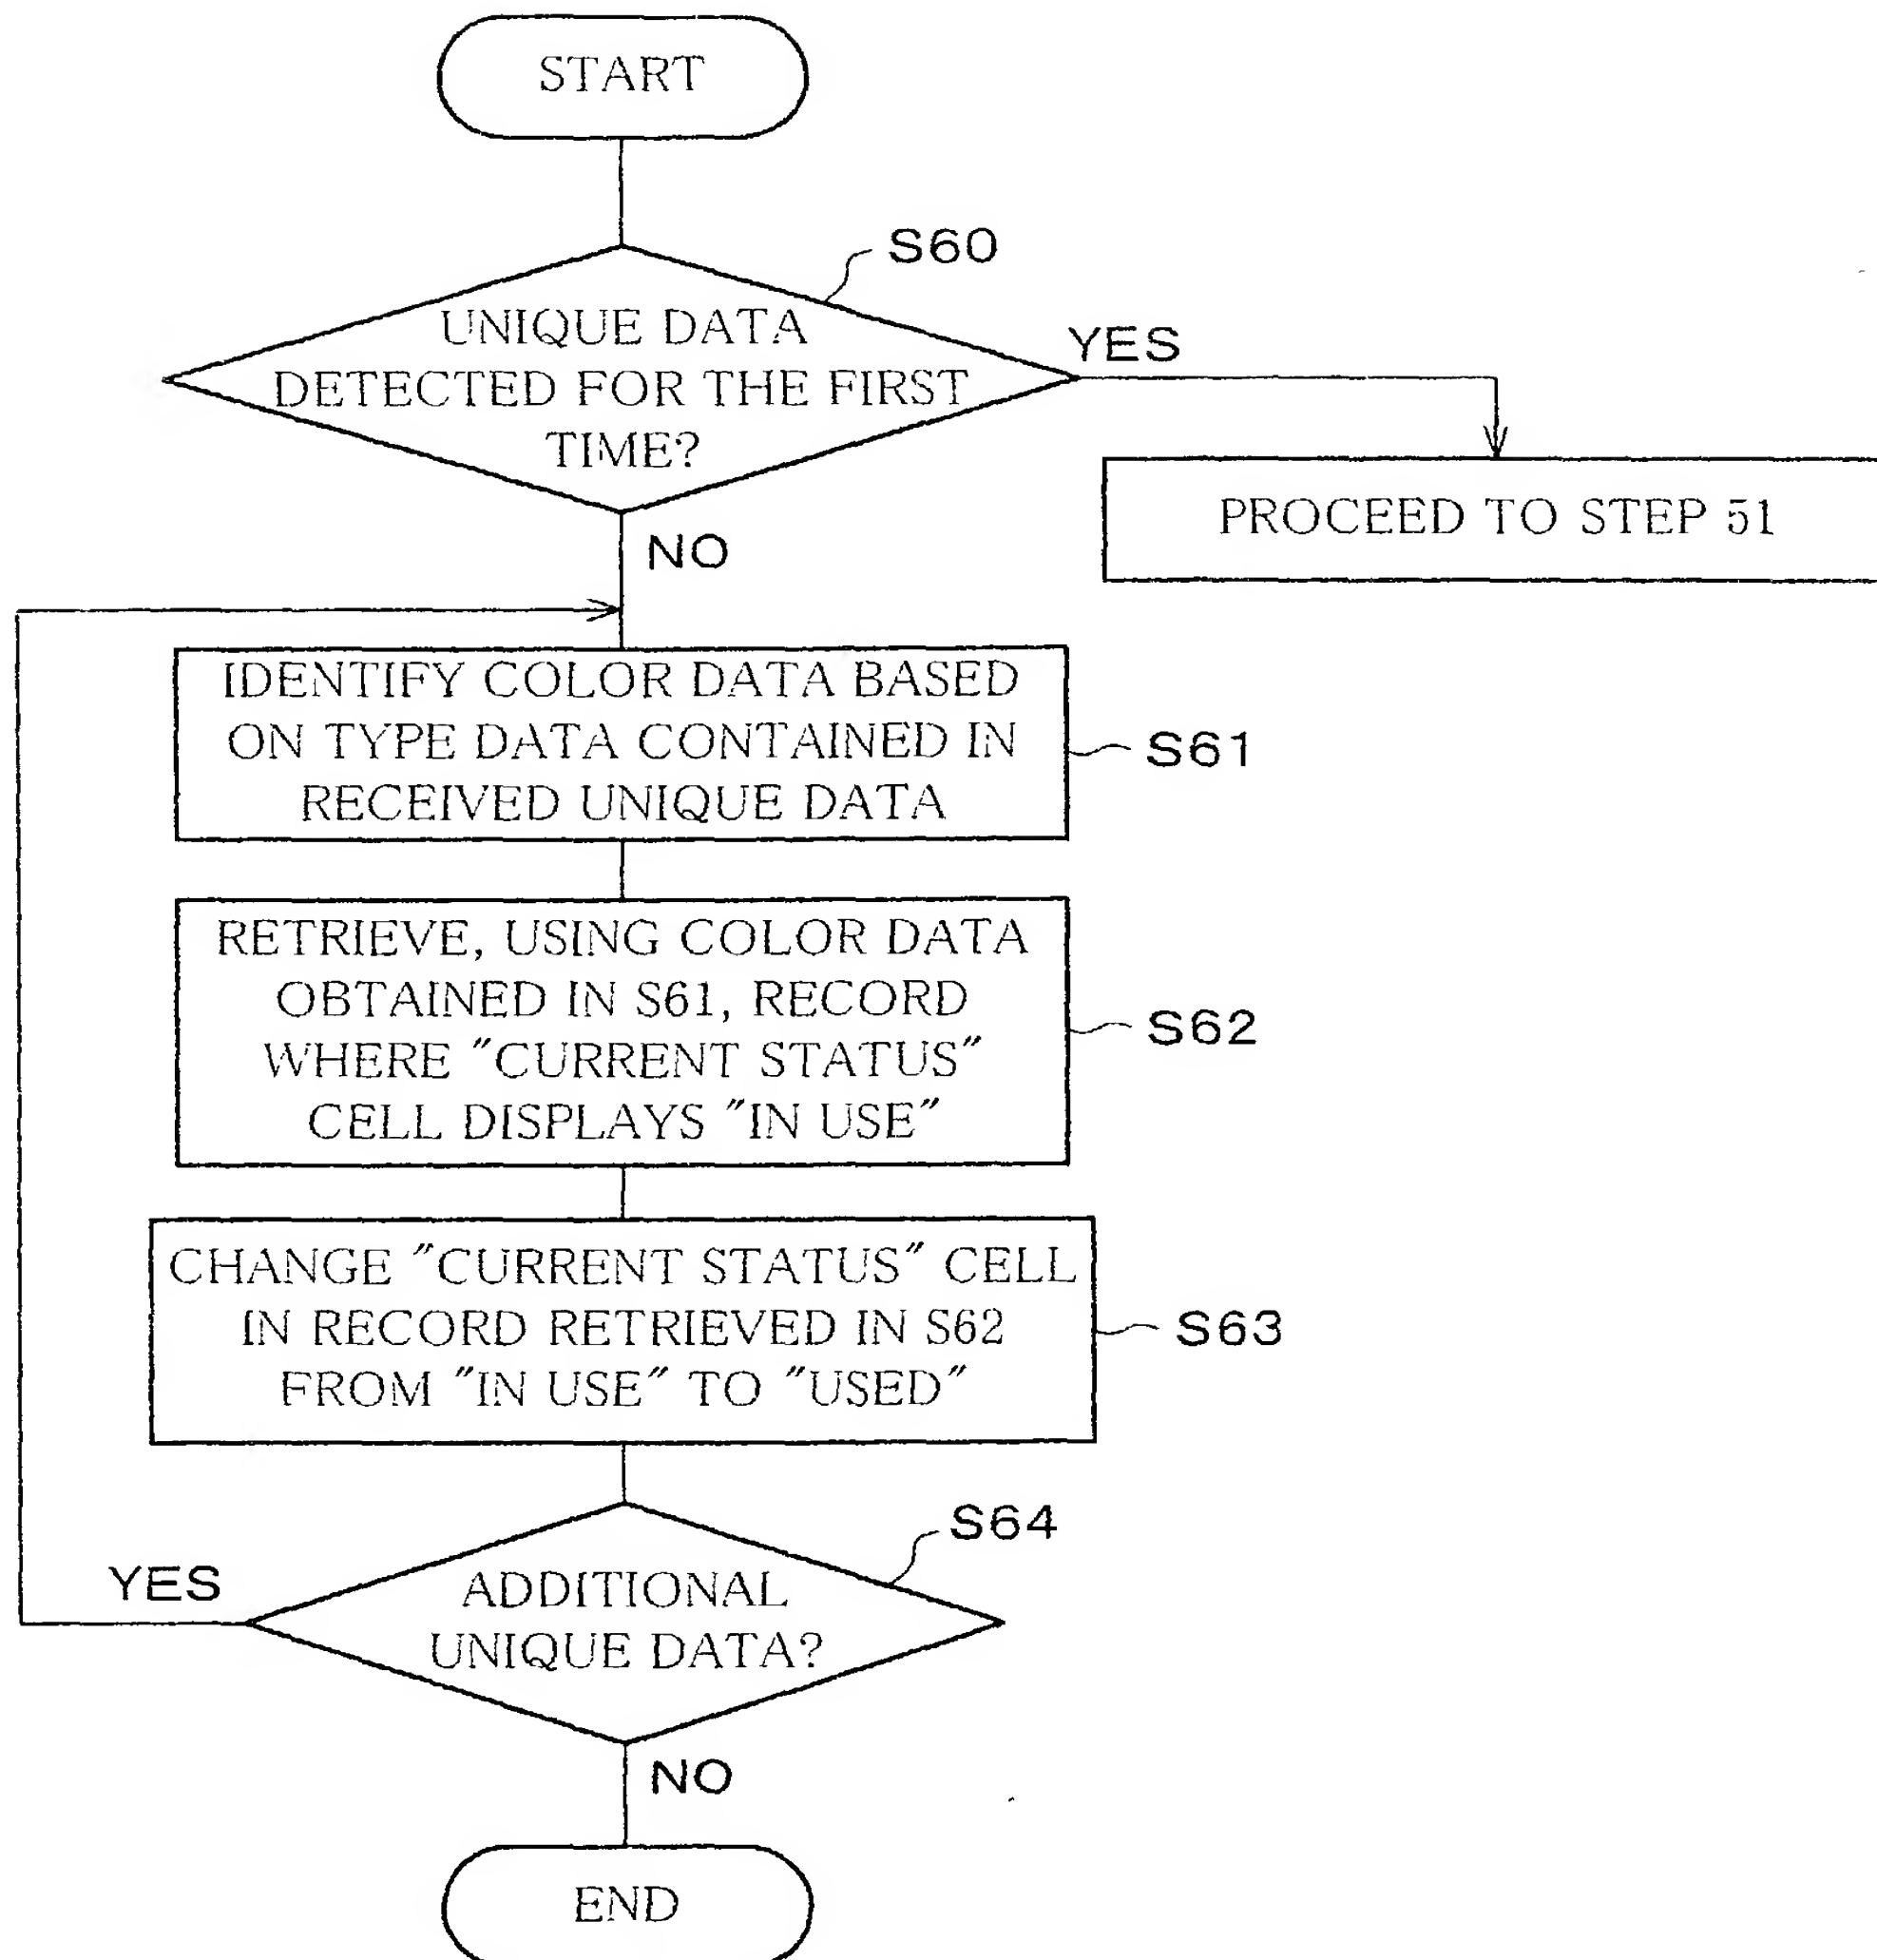 START
S60
UNIQUE DATA
DETECTED FOR THE FIRST
TIME?
YES
PROCEED TO STEP 51
NO
IDENTIFY COLOR DATA BASED
ON TYPE DATA CONTAINED IN
RECEIVED UNIQUE DATA
S61
RETRIEVE, USING COLOR DATA
OBTAINED IN S61, RECORD
WHERE "CURRENT STATUS"
CELL DISPLAYS "IN USE"
S62
CHANGE "CURRENT STATUS" CELL
IN RECORD RETRIEVED IN S62
FROM "IN USE" TO "USED"
S63
S64
YES
ADDITIONAL
UNIQUE DATA?
NO
END